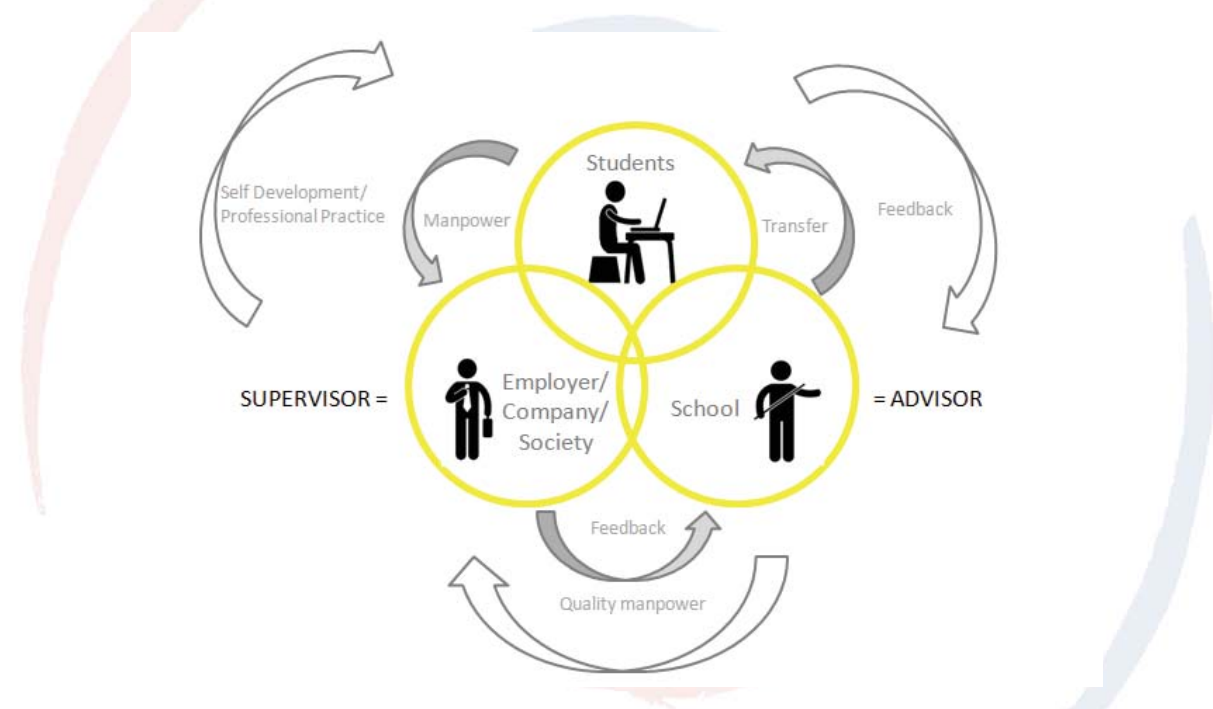 Students
Self Development/
Professional Practice
Manpower
Transfer
Feedback
SUPERVISOR =
Employer/
Company/
Society
School
= ADVISOR
Feedback
Quality manpower